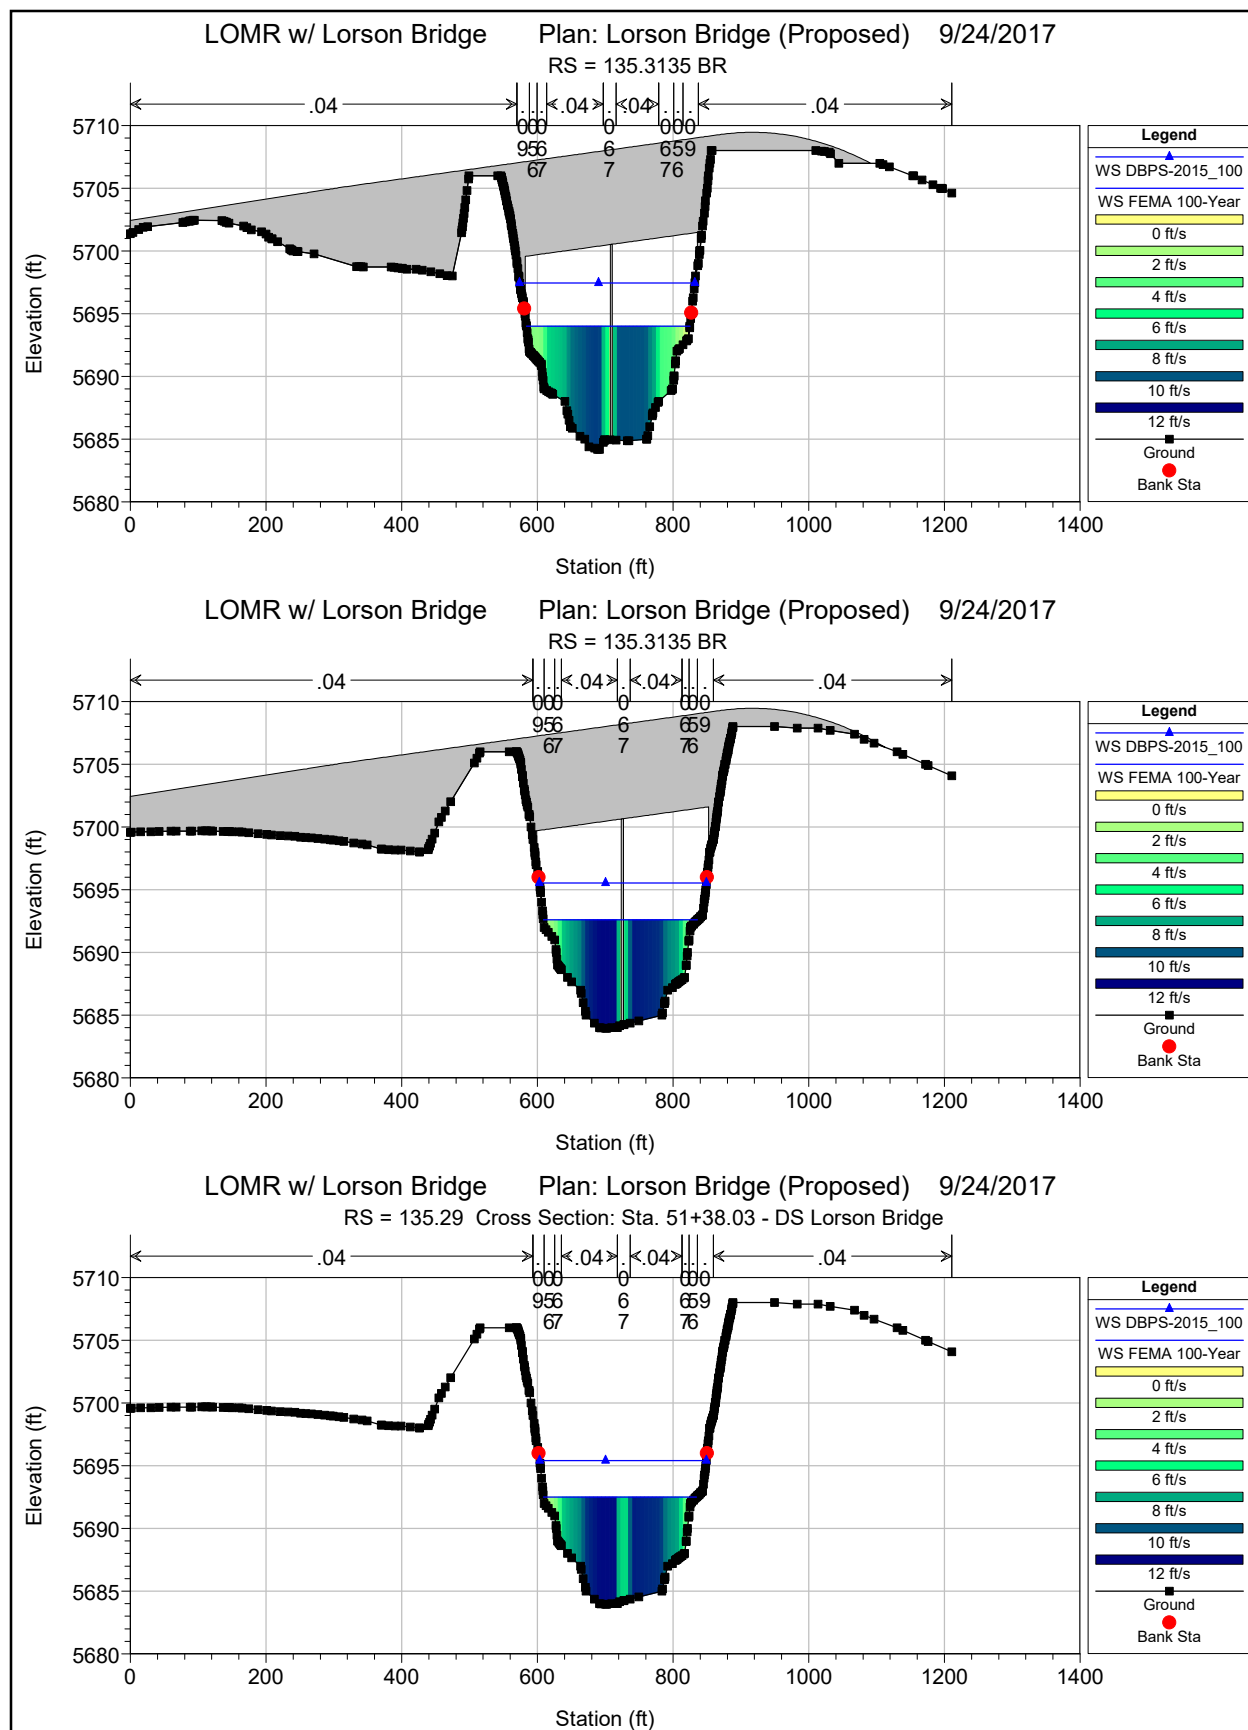 LOMR w/ Lorson Bridge Plan: Lorson Bridge (Proposed) 9/24/2017
RS = 135.3135 BR
.04 .04 .04 .04
Elevation (ft)
5710
5705
5700
5695
5690
5685
5680
0 200 400 600 800 1000 1200 1400
Station (ft)
Legend
WS DBPS-2015_100
WS FEMA 100-Year
0 ft/s
2 ft/s
4 ft/s
6 ft/s
8 ft/s
10 ft/s
12 ft/s
Ground
Bank Sta
LOMR w/ Lorson Bridge Plan: Lorson Bridge (Proposed) 9/24/2017
RS = 135.3135 BR
.04 .04 .04 .04
Elevation (ft)
5710
5705
5700
5695
5690
5685
5680
0 200 400 600 800 1000 1200 1400
Station (ft)
Legend
WS DBPS-2015_100
WS FEMA 100-Year
0 ft/s
2 ft/s
4 ft/s
6 ft/s
8 ft/s
10 ft/s
12 ft/s
Ground
Bank Sta
LOMR w/ Lorson Bridge Plan: Lorson Bridge (Proposed) 9/24/2017
RS = 135.29 Cross Section: Sta. 51+38.03 - DS Lorson Bridge
.04 .04 .04 .04
Elevation (ft)
5710
5705
5700
5695
5690
5685
5680
0 200 400 600 800 1000 1200 1400
Station (ft)
Legend
WS DBPS-2015_100
WS FEMA 100-Year
0 ft/s
2 ft/s
4 ft/s
6 ft/s
8 ft/s
10 ft/s
12 ft/s
Ground
Bank Sta